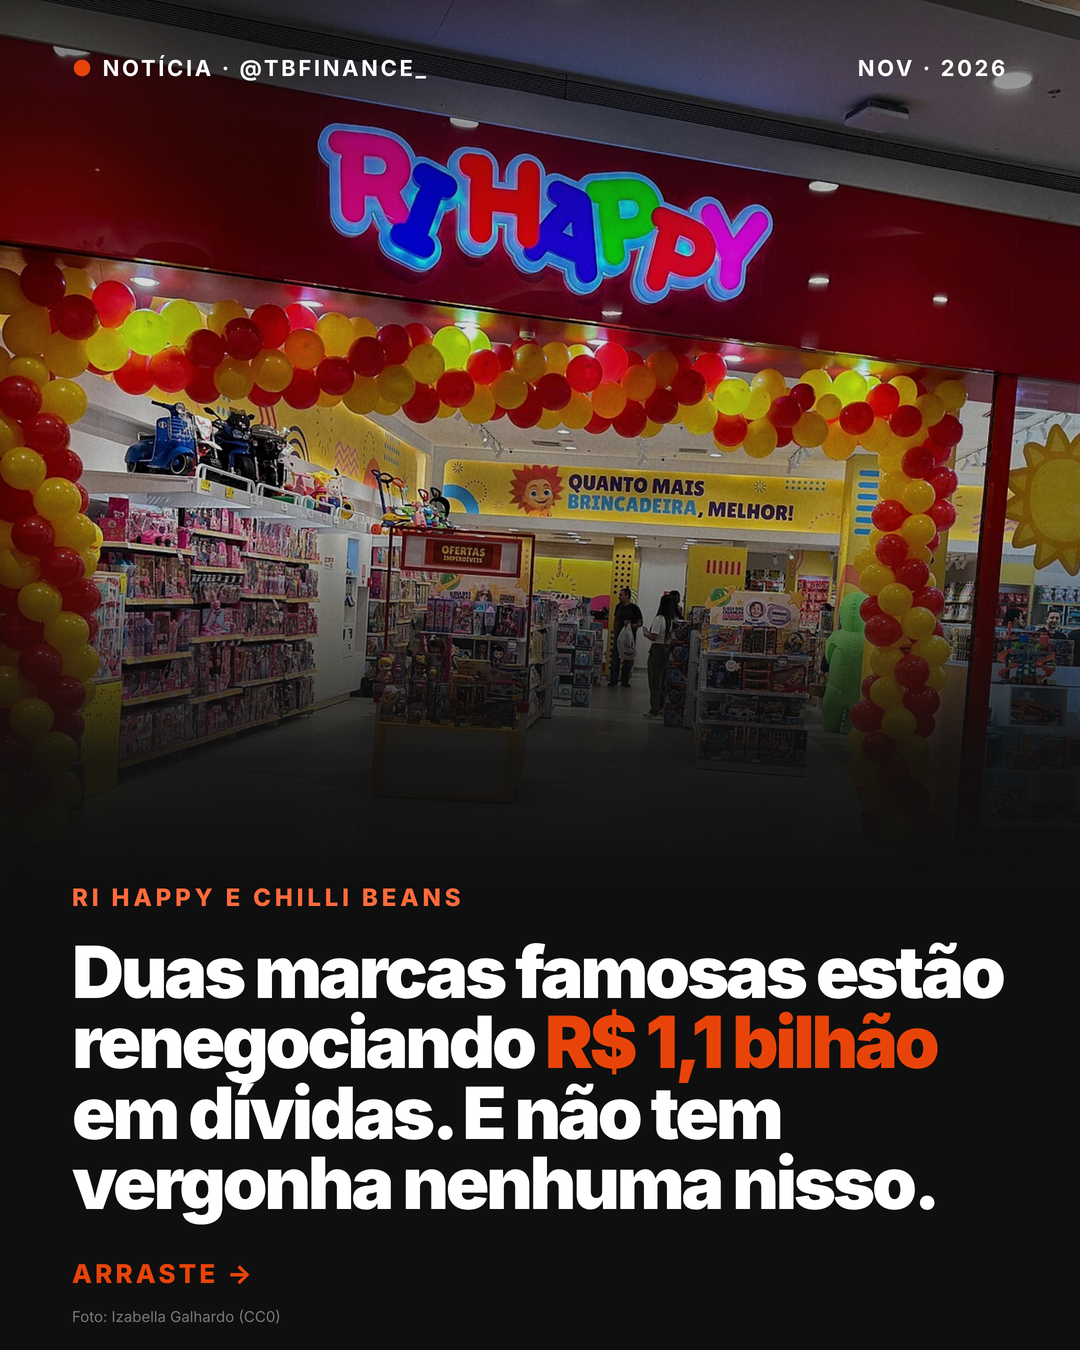 NOTÍCIA · @TBFINANCE_
NOV · 2026
RI HAPPY
QUANTO MAIS
BRINCADEIRA, MELHOR!
OFERTAS
IMPERDÍVEIS
RI HAPPY E CHILLI BEANS
Duas marcas famosas estão
renegociando R$ 1,1 bilhão
em dívidas. E não tem
vergonha nenhuma nisso.
ARRASTE →
Foto: Izabella Galhardo (CC0)